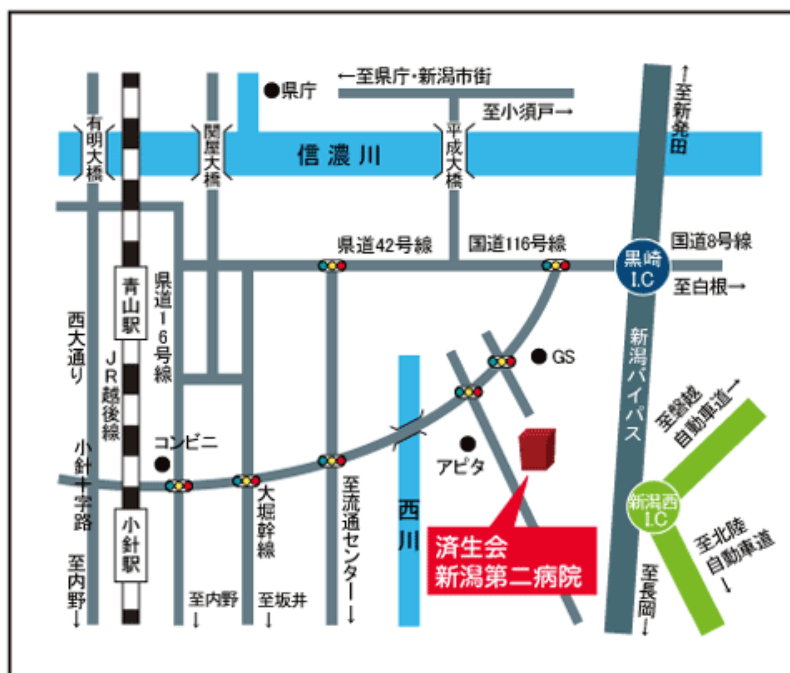 ←至県庁・新潟市街
●県庁
至小須戸→
至新発田→
有明大橋
関屋大橋
平成大橋
信濃川
県道42号線
国道116号線
国道8号線
黒崎
I.C
至白根→
青山駅
県道16号線
西大通り
JR越後線
新潟バイパス
GS
至磐越
自動車道→
コンビニ
アピタ
小針十字路
大堀幹線
至流通センター→
西川
新潟西
I.C
小針駅
済生会
新潟第二病院
至北陸
自動車道
→
至内野→
至内野
↓
至坂井
↓
至長岡→